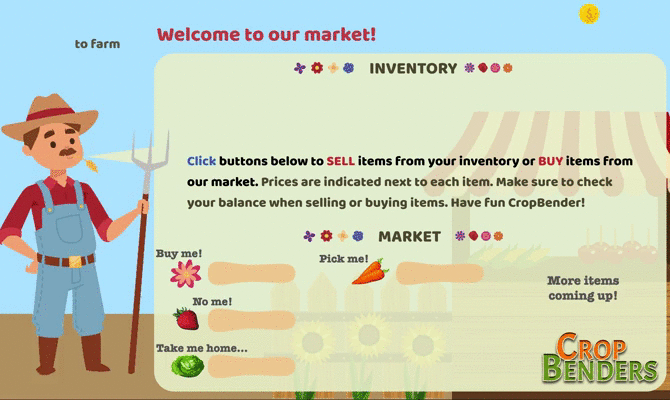 Welcome to our market!
to farm
INVENTORY
Click buttons below to SELL items from your inventory or BUY items from
our market. Prices are indicated next to each item. Make sure to check
your balance when selling or buying items. Have fun CropBender!
MARKET
Buy me!
Pick me!
No me!
More items
coming up!
Take me home...
CROP
BENDERS